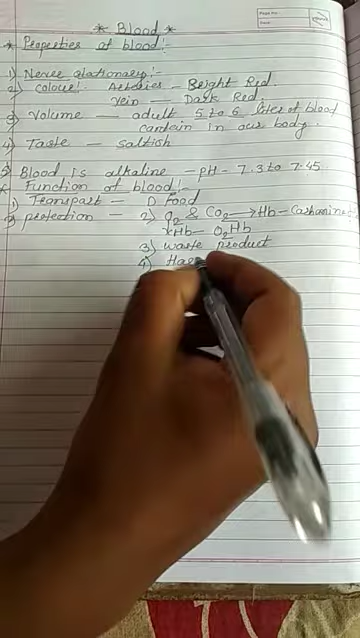 * Blood *
* Properties of blood:-
1) Never stationary:-
2) colour:- Arteries - Bright Red.
vein - Dark Red
3) Volume - adult 5 to 6 liter of blood
contain in our body.
4) Taste - saltish
5) Blood is alkaline - pH - 7.3 to 7.45.
* Function of blood:-
1) Transport - 1) Food
2) protection - 2) O2 & CO2 → Hb - Carbamino
* Hb - O2Hb
3) waste product
4) Ha